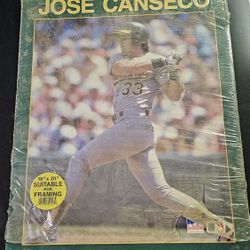 JOSE CANSECO
33
16" x 20"
SUITABLE
FOR
FRAMING